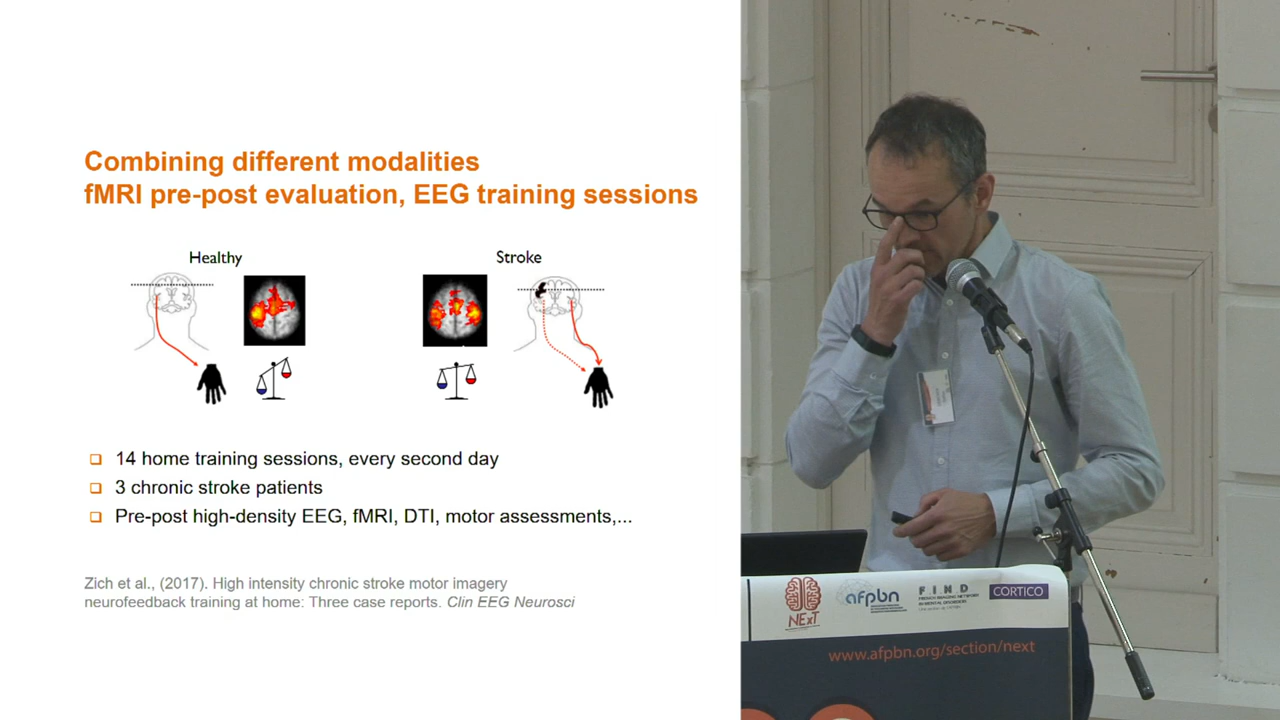 Combining different modalities
fMRI pre-post evaluation, EEG training sessions
Healthy
Stroke
14 home training sessions, every second day
3 chronic stroke patients
Pre-post high-density EEG, fMRI, DTI, motor assessments,...
Zich et al., (2017). High intensity chronic stroke motor imagery
neurofeedback training at home: Three case reports. Clin EEG Neurosci
NExT
afpbn
FIND
CORTICO
www.afpbn.org/section/next